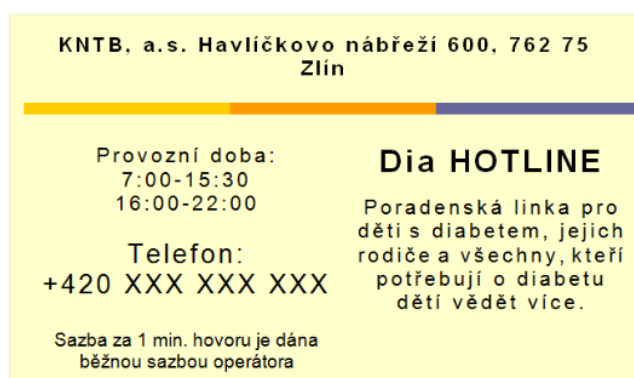 KNTB, a.s. Havlíčkovo nábřeží 600, 762 75
Zlín
Provozní doba:
7:00-15:30
16:00-22:00
Telefon:
+420 XXX XXX XXX
Sazba za 1 min. hovoru je dána
běžnou sazbou operátora
Dia HOTLINE
Poradenská linka pro
děti s diabetem, jejich
rodiče a všechny, kteří
potřebují o diabetu
dětí vědět více.